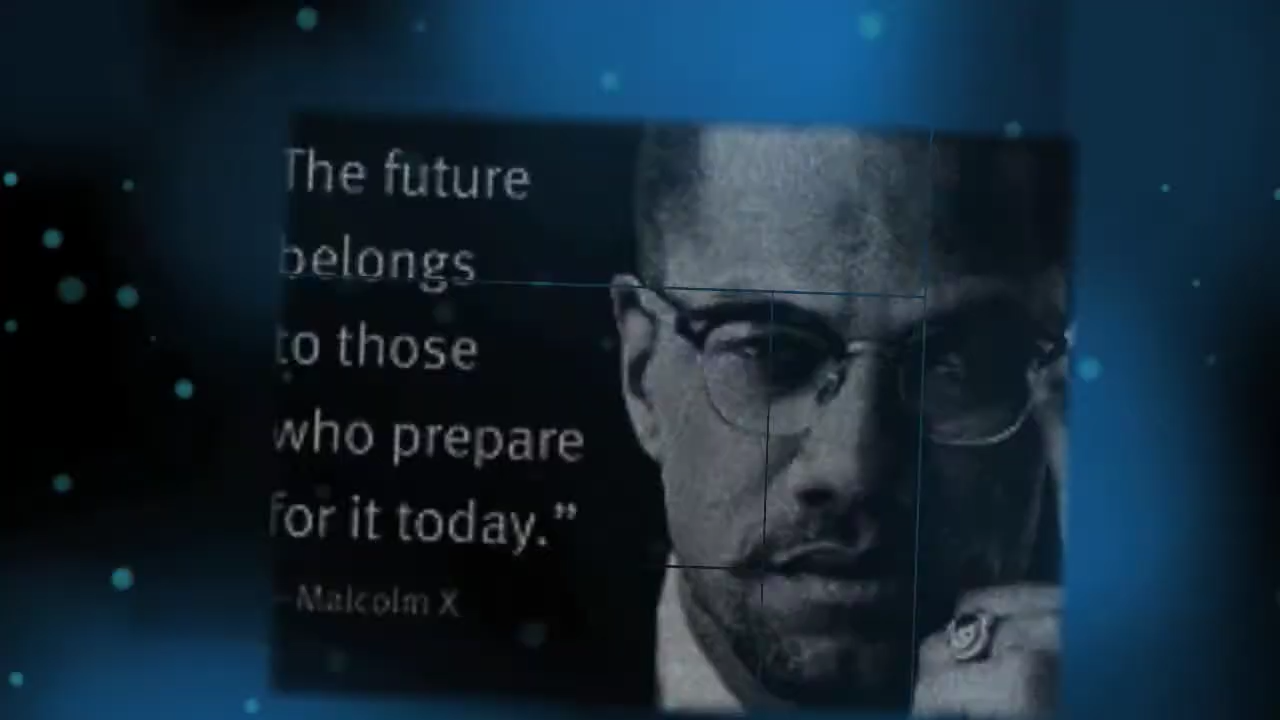 The future
belongs
to those
who prepare
for it today.”
– Malcolm X